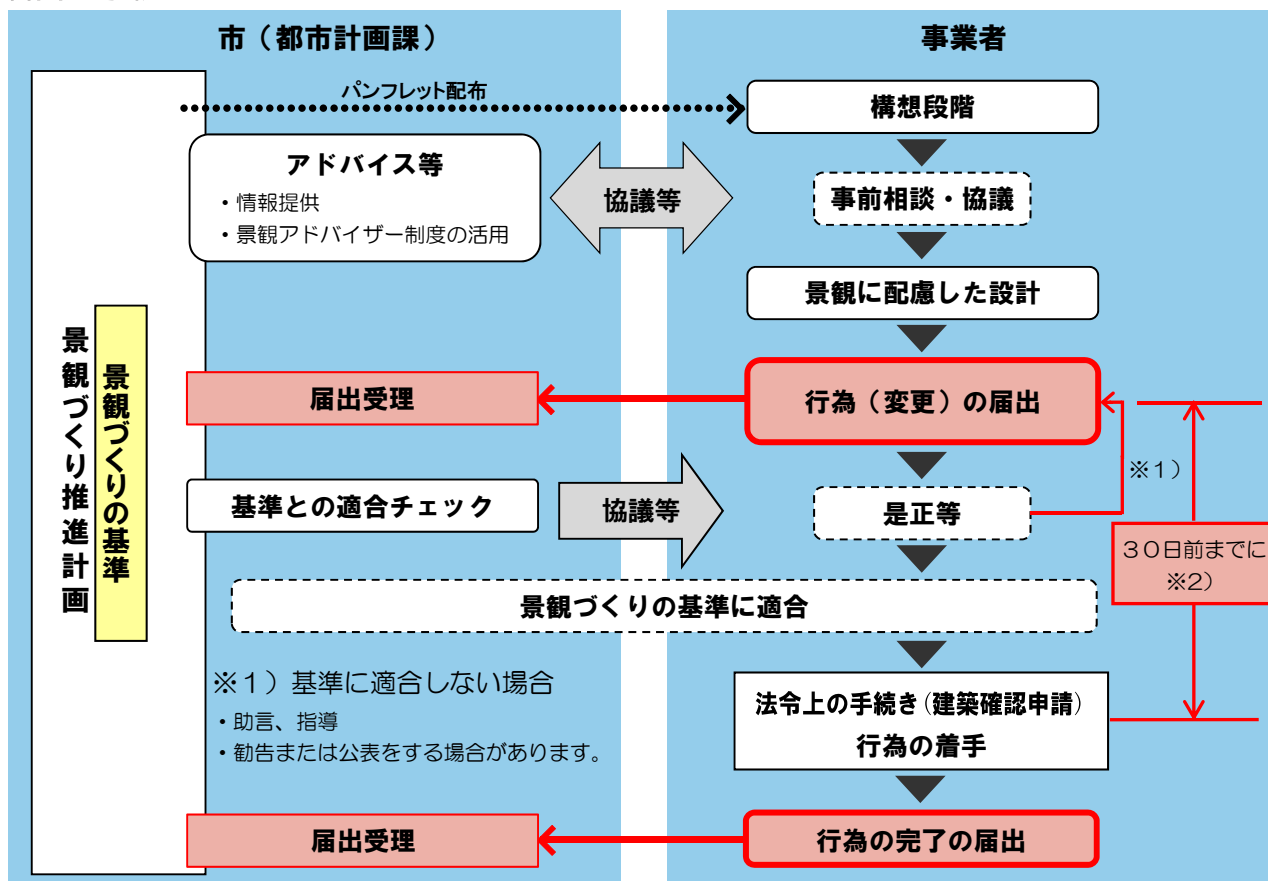 市（都市計画課）
事業者
パンフレット配布
構想段階
アドバイス等
・情報提供
・景観アドバイザー制度の活用
協議等
事前相談・協議
景観に配慮した設計
景観づくり推進計画
景観づくりの基準
届出受理
行為（変更）の届出
※１）
基準との適合チェック
協議等
是正等
３０日前までに
※2）
景観づくりの基準に適合
※１）基準に適合しない場合
・助言、指導
・勧告または公表をする場合があります。
法令上の手続き（建築確認申請）
行為の着手
届出受理
行為の完了の届出